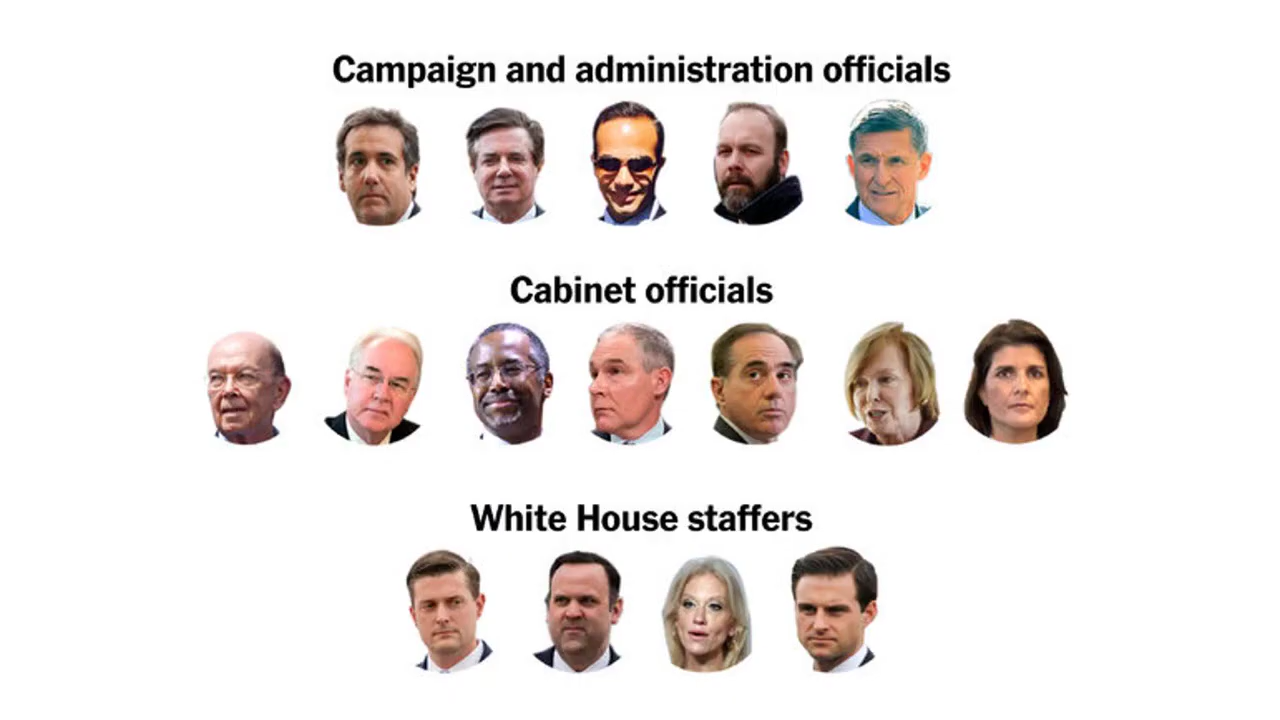 Campaign and administration officials
Cabinet officials
White House staffers